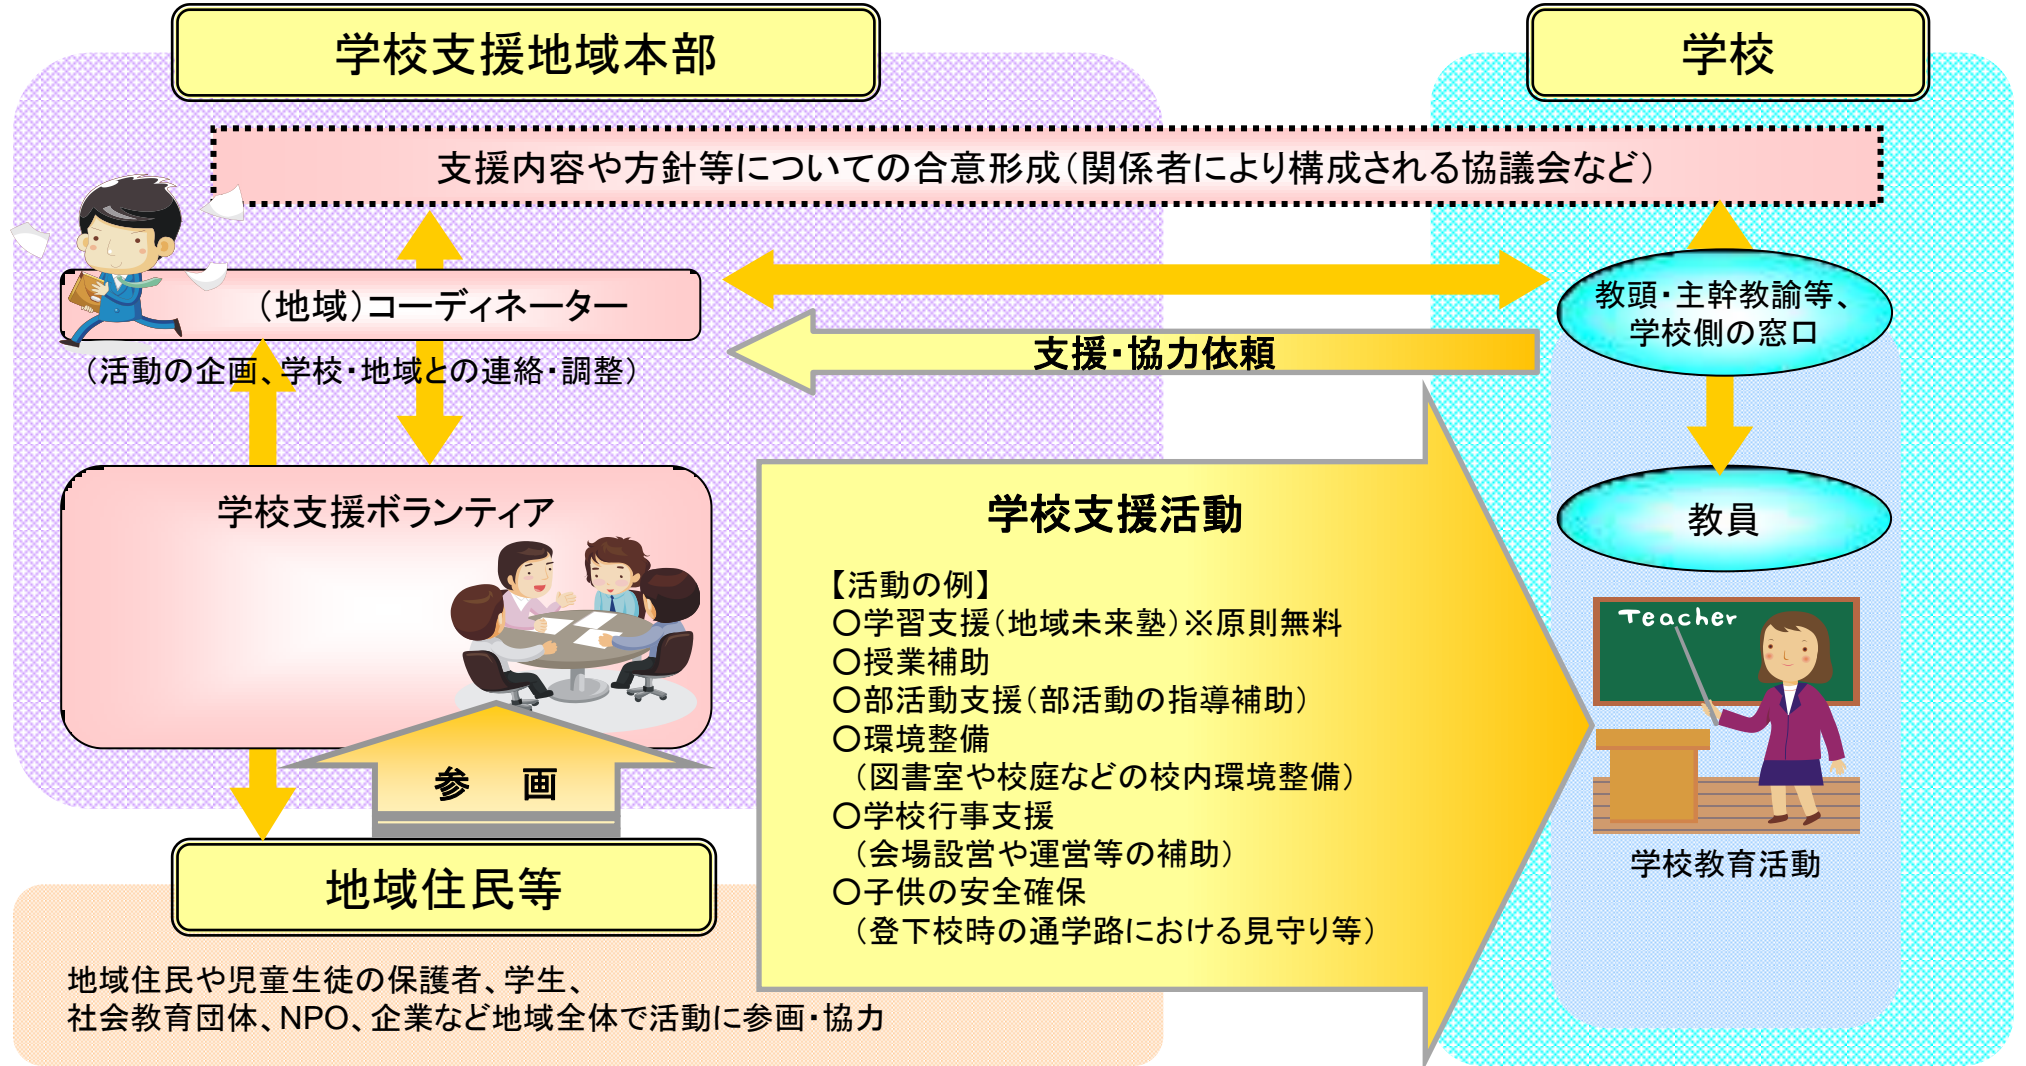 学校支援地域本部
学校
支援内容や方針等についての合意形成(関係者により構成される協議会など)
(地域)コーディネーター
(活動の企画、学校・地域との連絡・調整)
教頭・主幹教諭等、
学校側の窓口
支援・協力依頼
学校支援ボランティア
学校支援活動
【活動の例】
○学習支援(地域未来塾)※原則無料
○授業補助
○部活動支援(部活動の指導補助)
○環境整備
(図書室や校庭などの校内環境整備)
○学校行事支援
(会場設営や運営等の補助)
○子供の安全確保
(登下校時の通学路における見守り等)
教員
Teacher
学校教育活動
参 画
地域住民等
地域住民や児童生徒の保護者、学生、
社会教育団体、NPO、企業など地域全体で活動に参画・協力